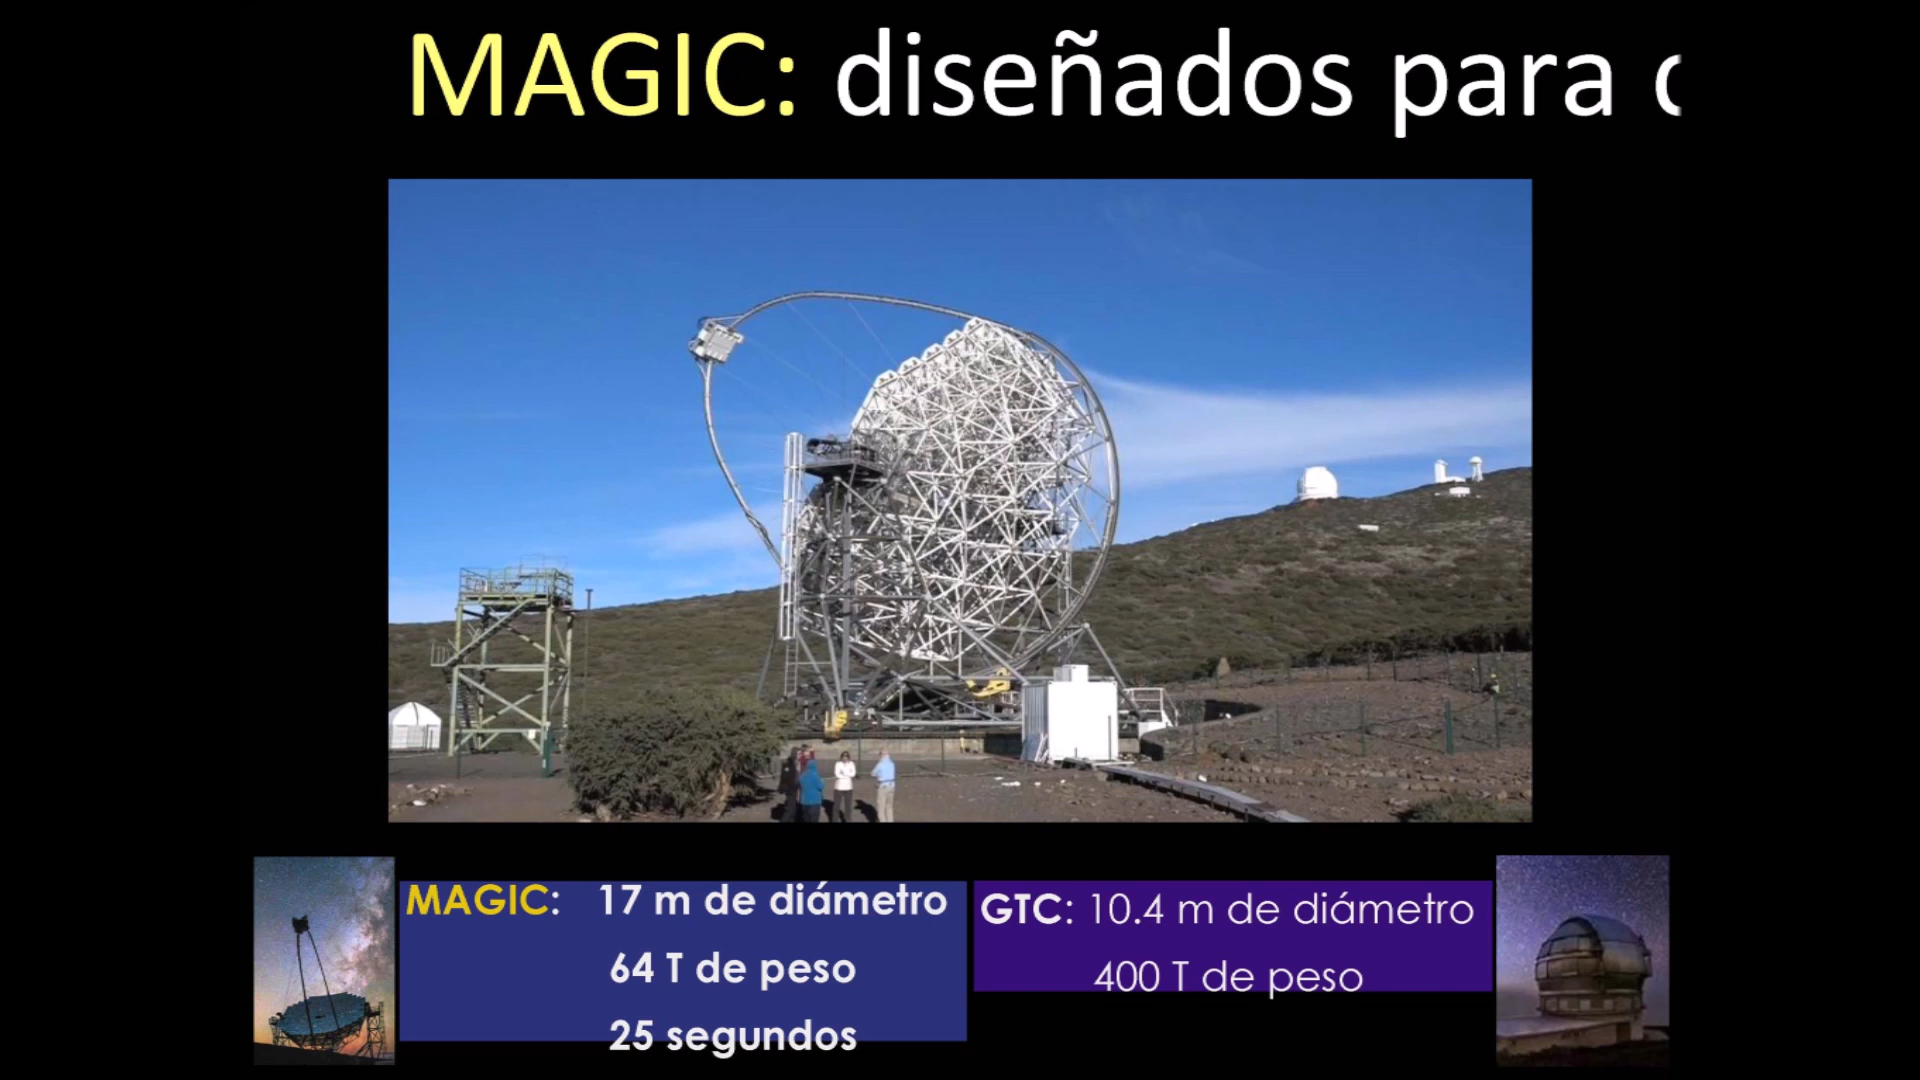 MAGIC: diseñados para
MAGIC: 17 m de diámetro
64 T de peso
25 segundos
GTC: 10.4 m de diámetro
400 T de peso